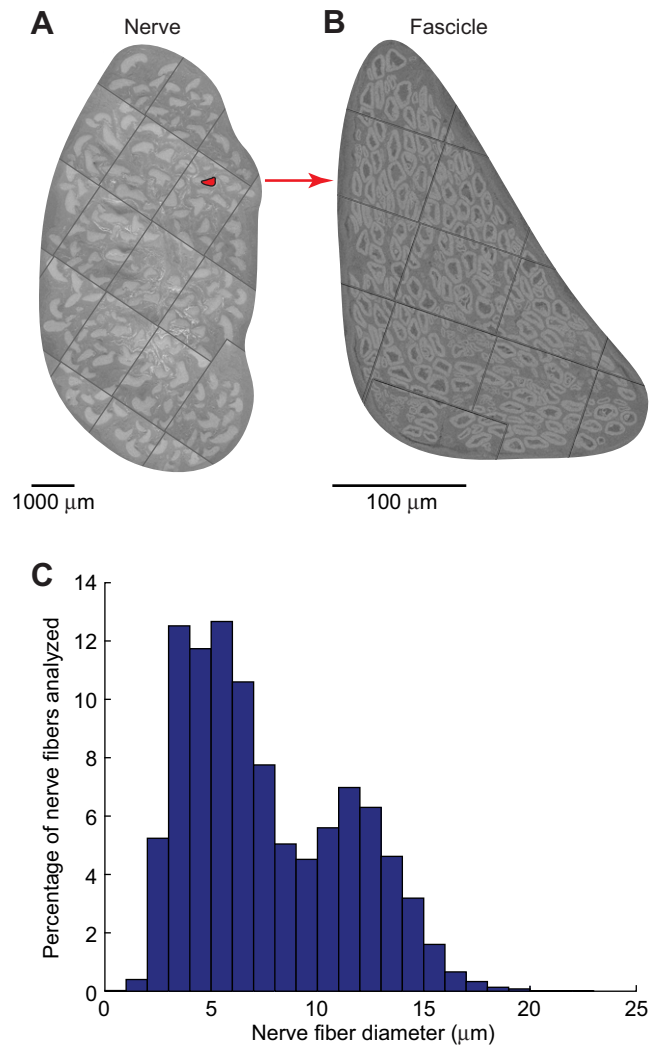 A Nerve
B Fascicle
1000 μm
100 μm
C
Percentage of nerve fibers analyzed
14
12
10
8
6
4
2
0
0 5 10 15 20 25
Nerve fiber diameter (μm)